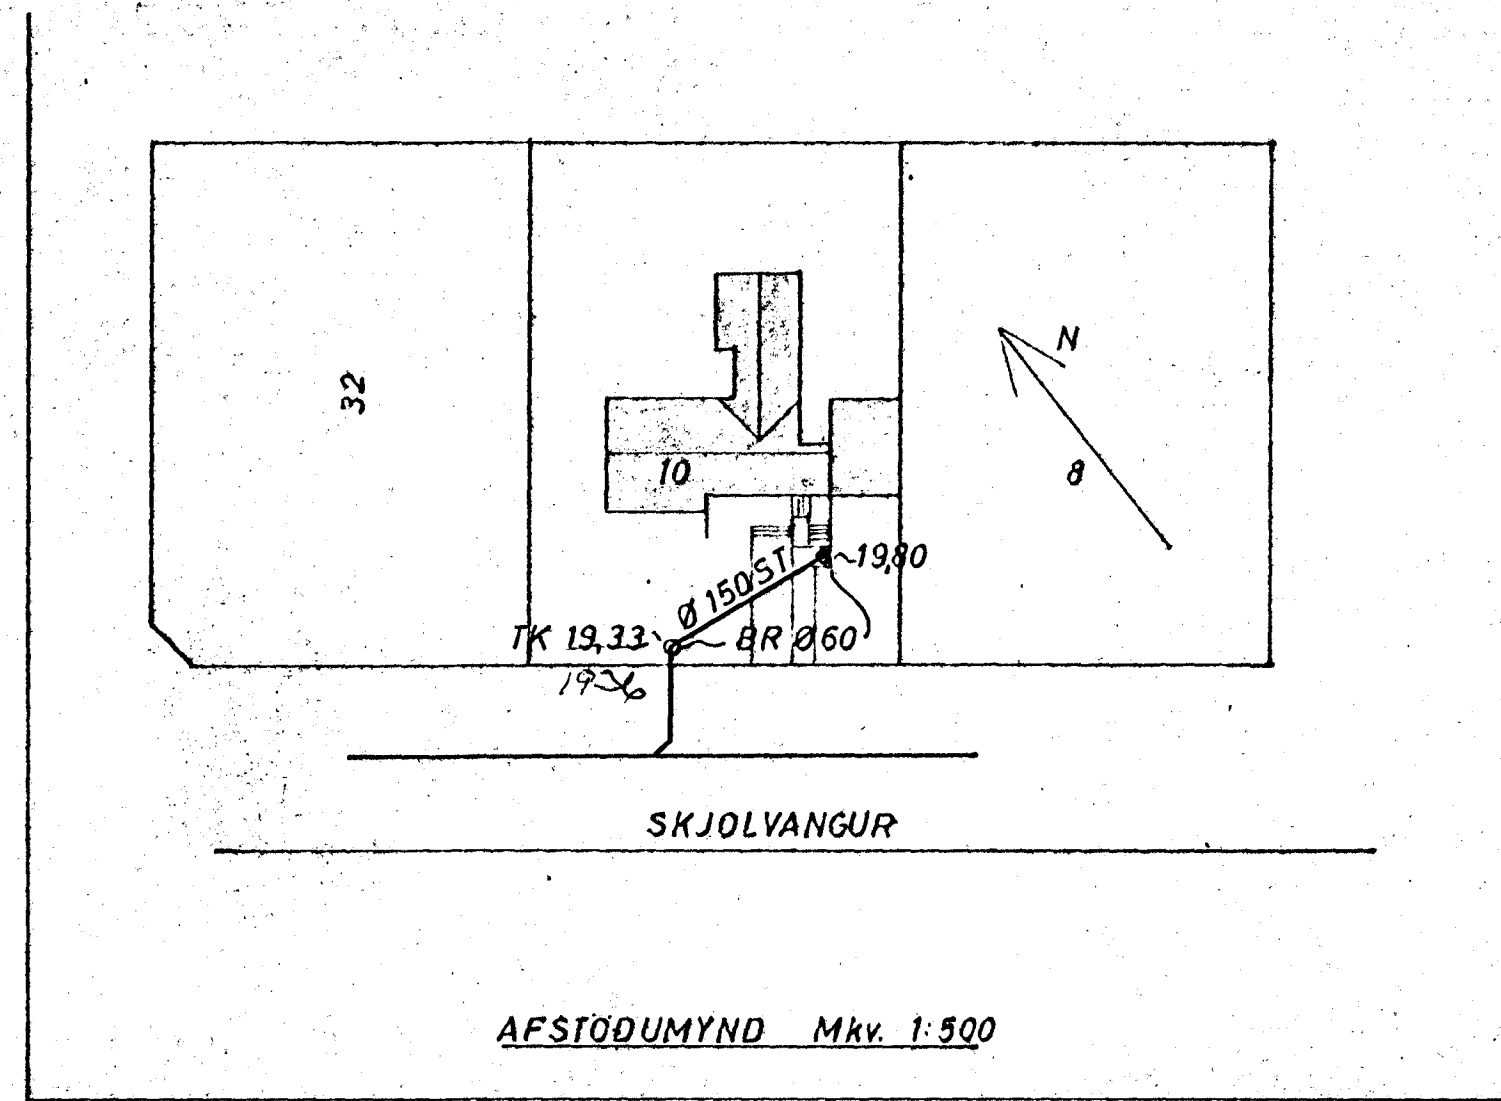 32
N
10
8
~19,80
Ø 150 ST
TK 19,33
BR Ø60
SKJOLVANGUR
AFSTÖÐUMYND Mkv. 1:500